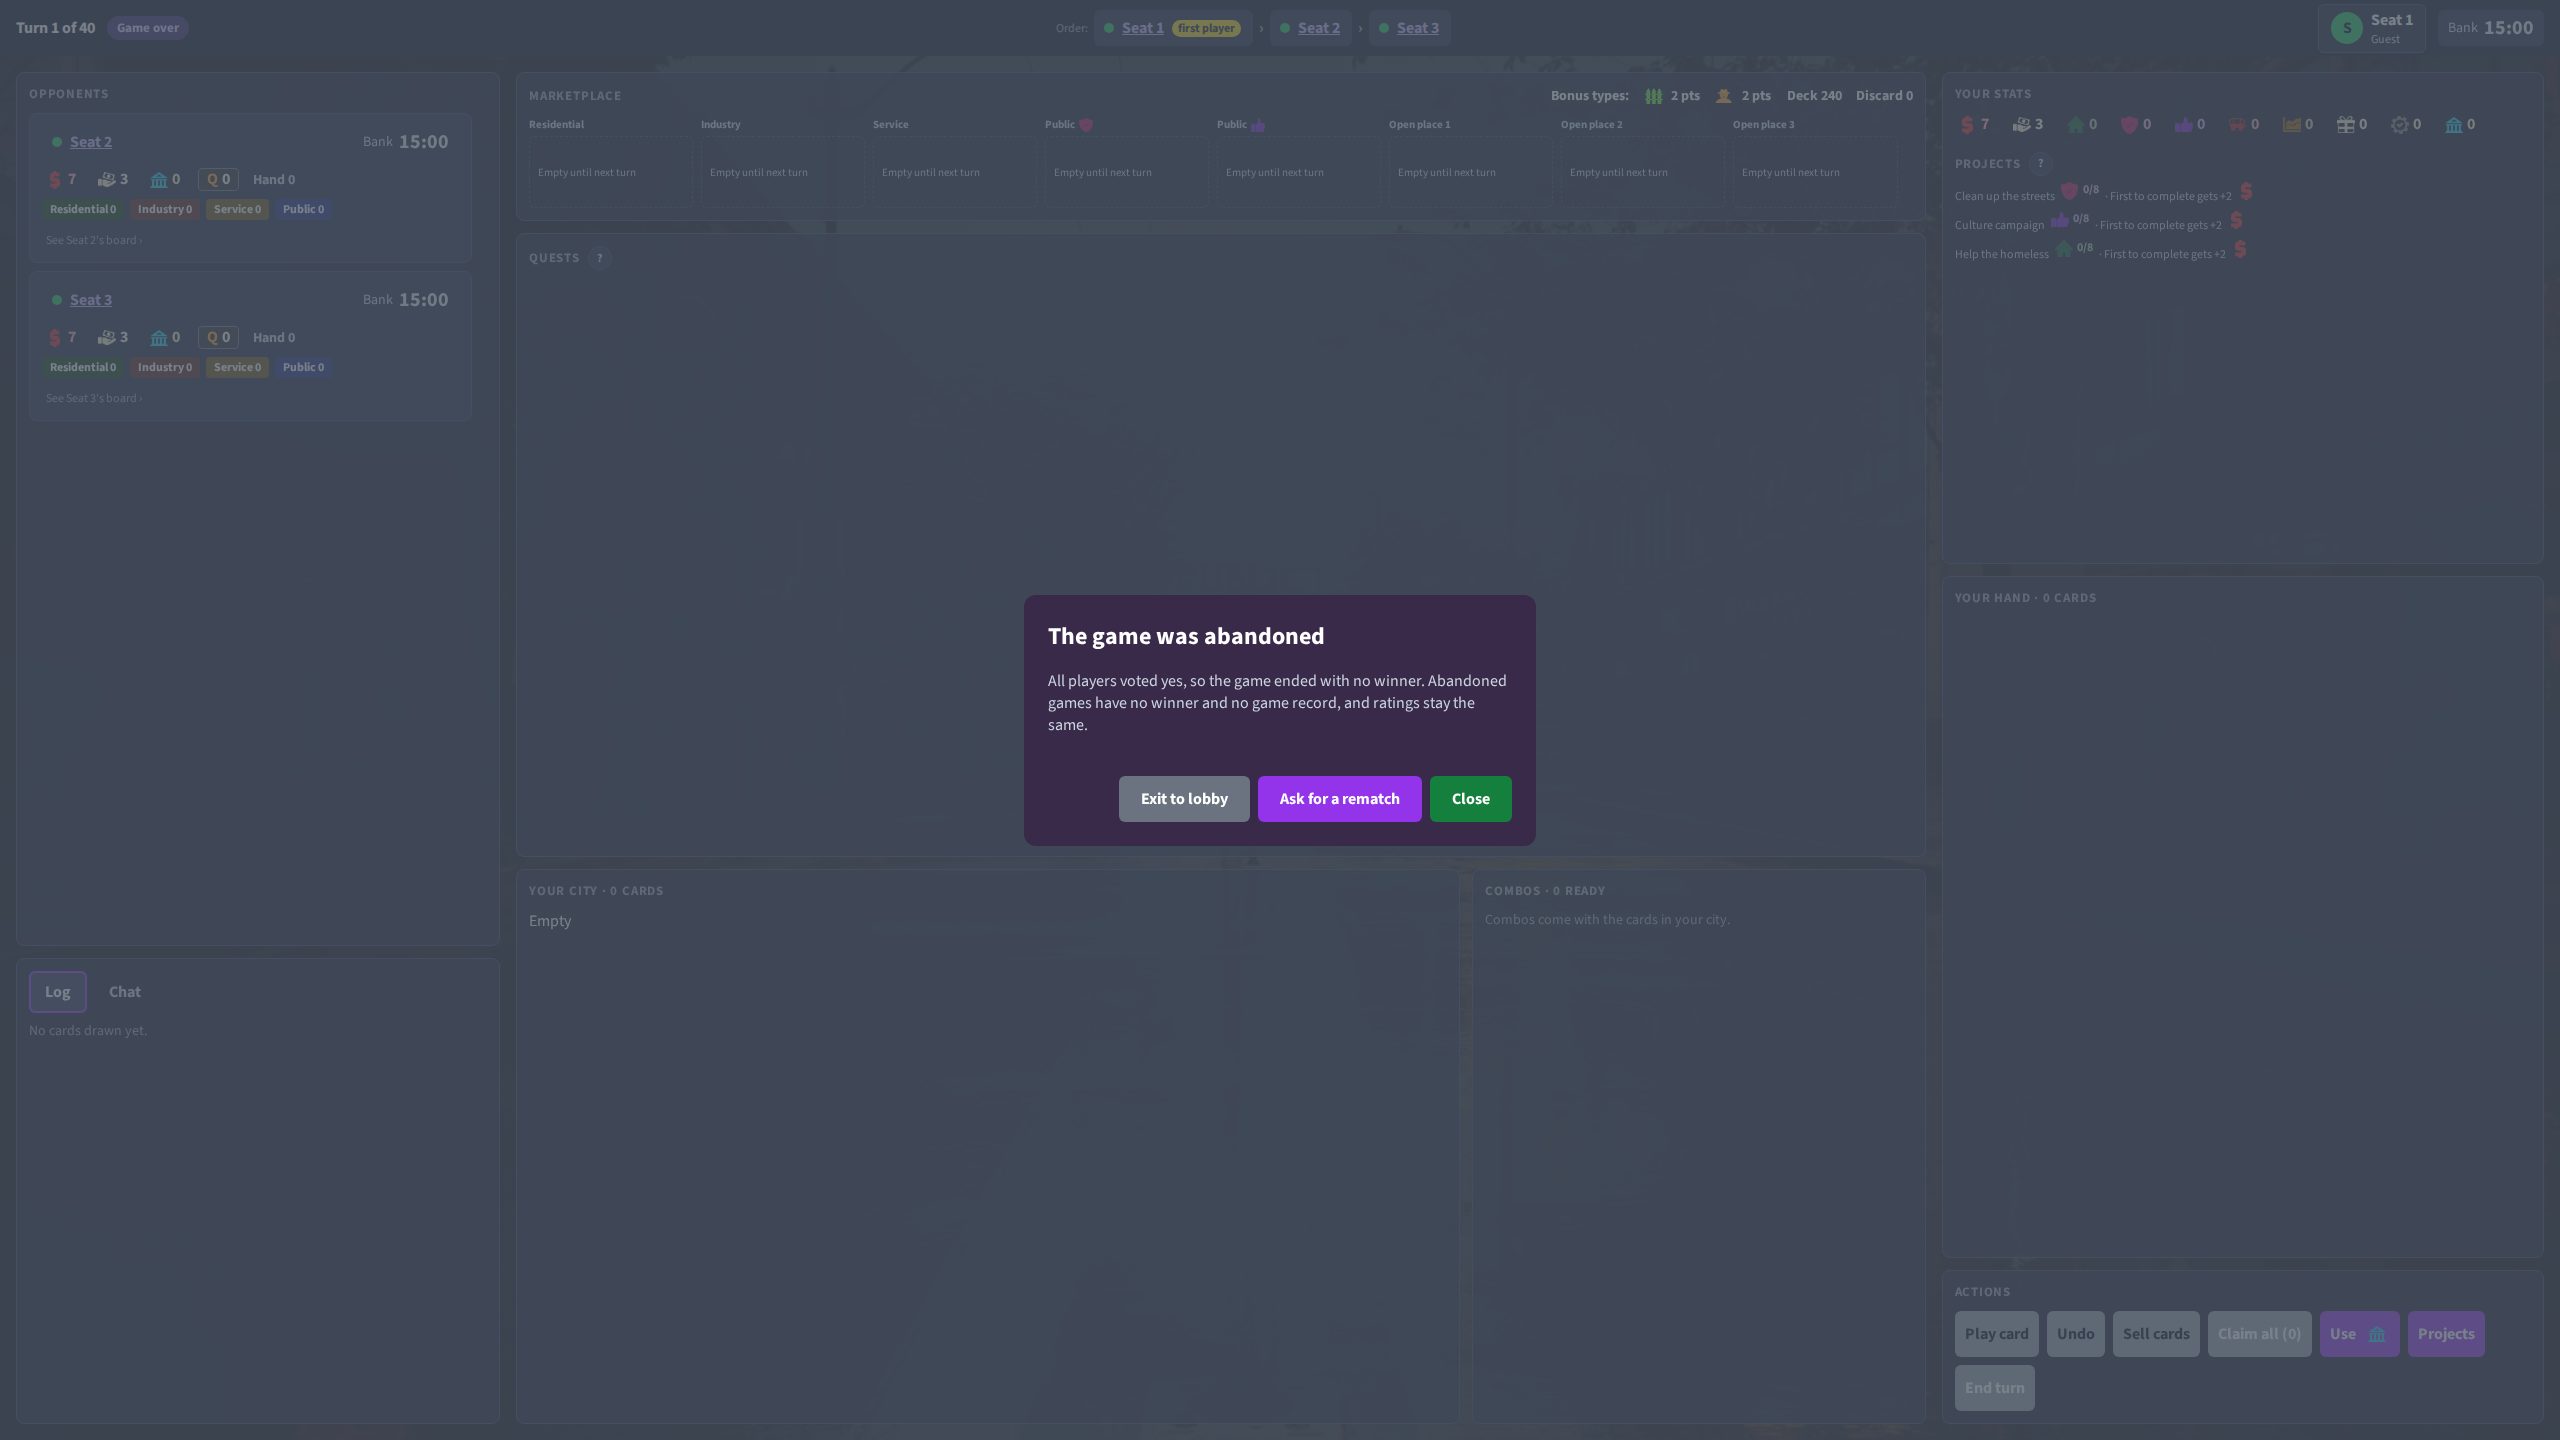 Turn 1 of 40 Game over
Order: Seat 1 first player › Seat 2 › Seat 3
S Seat 1
Guest
Bank 15:00
OPPONENTS
Seat 2 Bank 15:00
7 3 0 Q 0 Hand 0
Residential 0 Industry 0 Service 0 Public 0
See Seat 2's board ›
Seat 3 Bank 15:00
7 3 0 Q 0 Hand 0
Residential 0 Industry 0 Service 0 Public 0
See Seat 3's board ›
Log Chat
No cards drawn yet.
MARKETPLACE Bonus types: 2 pts 2 pts Deck 240 Discard 0
Residential Industry Service Public Public Open place 1 Open place 2 Open place 3
Empty until next turn Empty until next turn Empty until next turn Empty until next turn Empty until next turn Empty until next turn Empty until next turn Empty until next turn
QUESTS ?
The game was abandoned
All players voted yes, so the game ended with no winner. Abandoned
games have no winner and no game record, and ratings stay the
same.
Exit to lobby Ask for a rematch Close
YOUR CITY · 0 CARDS
Empty
COMBOS · 0 READY
Combos come with the cards in your city.
YOUR STATS
$ 7 3 0 0 0 0 0 0 0 0
PROJECTS ?
Clean up the streets 0/8 · First to complete gets +2 $
Culture campaign 0/8 · First to complete gets +2 $
Help the homeless 0/8 · First to complete gets +2 $
YOUR HAND · 0 CARDS
ACTIONS
Play card Undo Sell cards Claim all (0) Use Projects
End turn